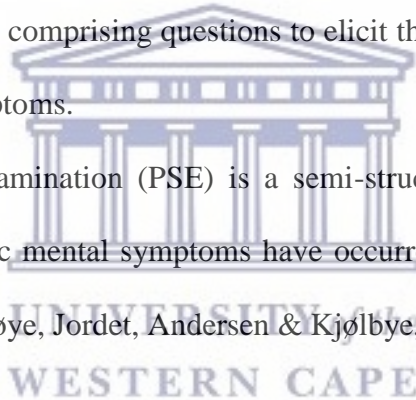 comprising questions to elicit th
ptoms.
amination (PSE) is a semi-struc
ic mental symptoms have occurr
UNIVERSITY of the
øye, Jordet, Andersen & Kjølbye,
WESTERN CAPE